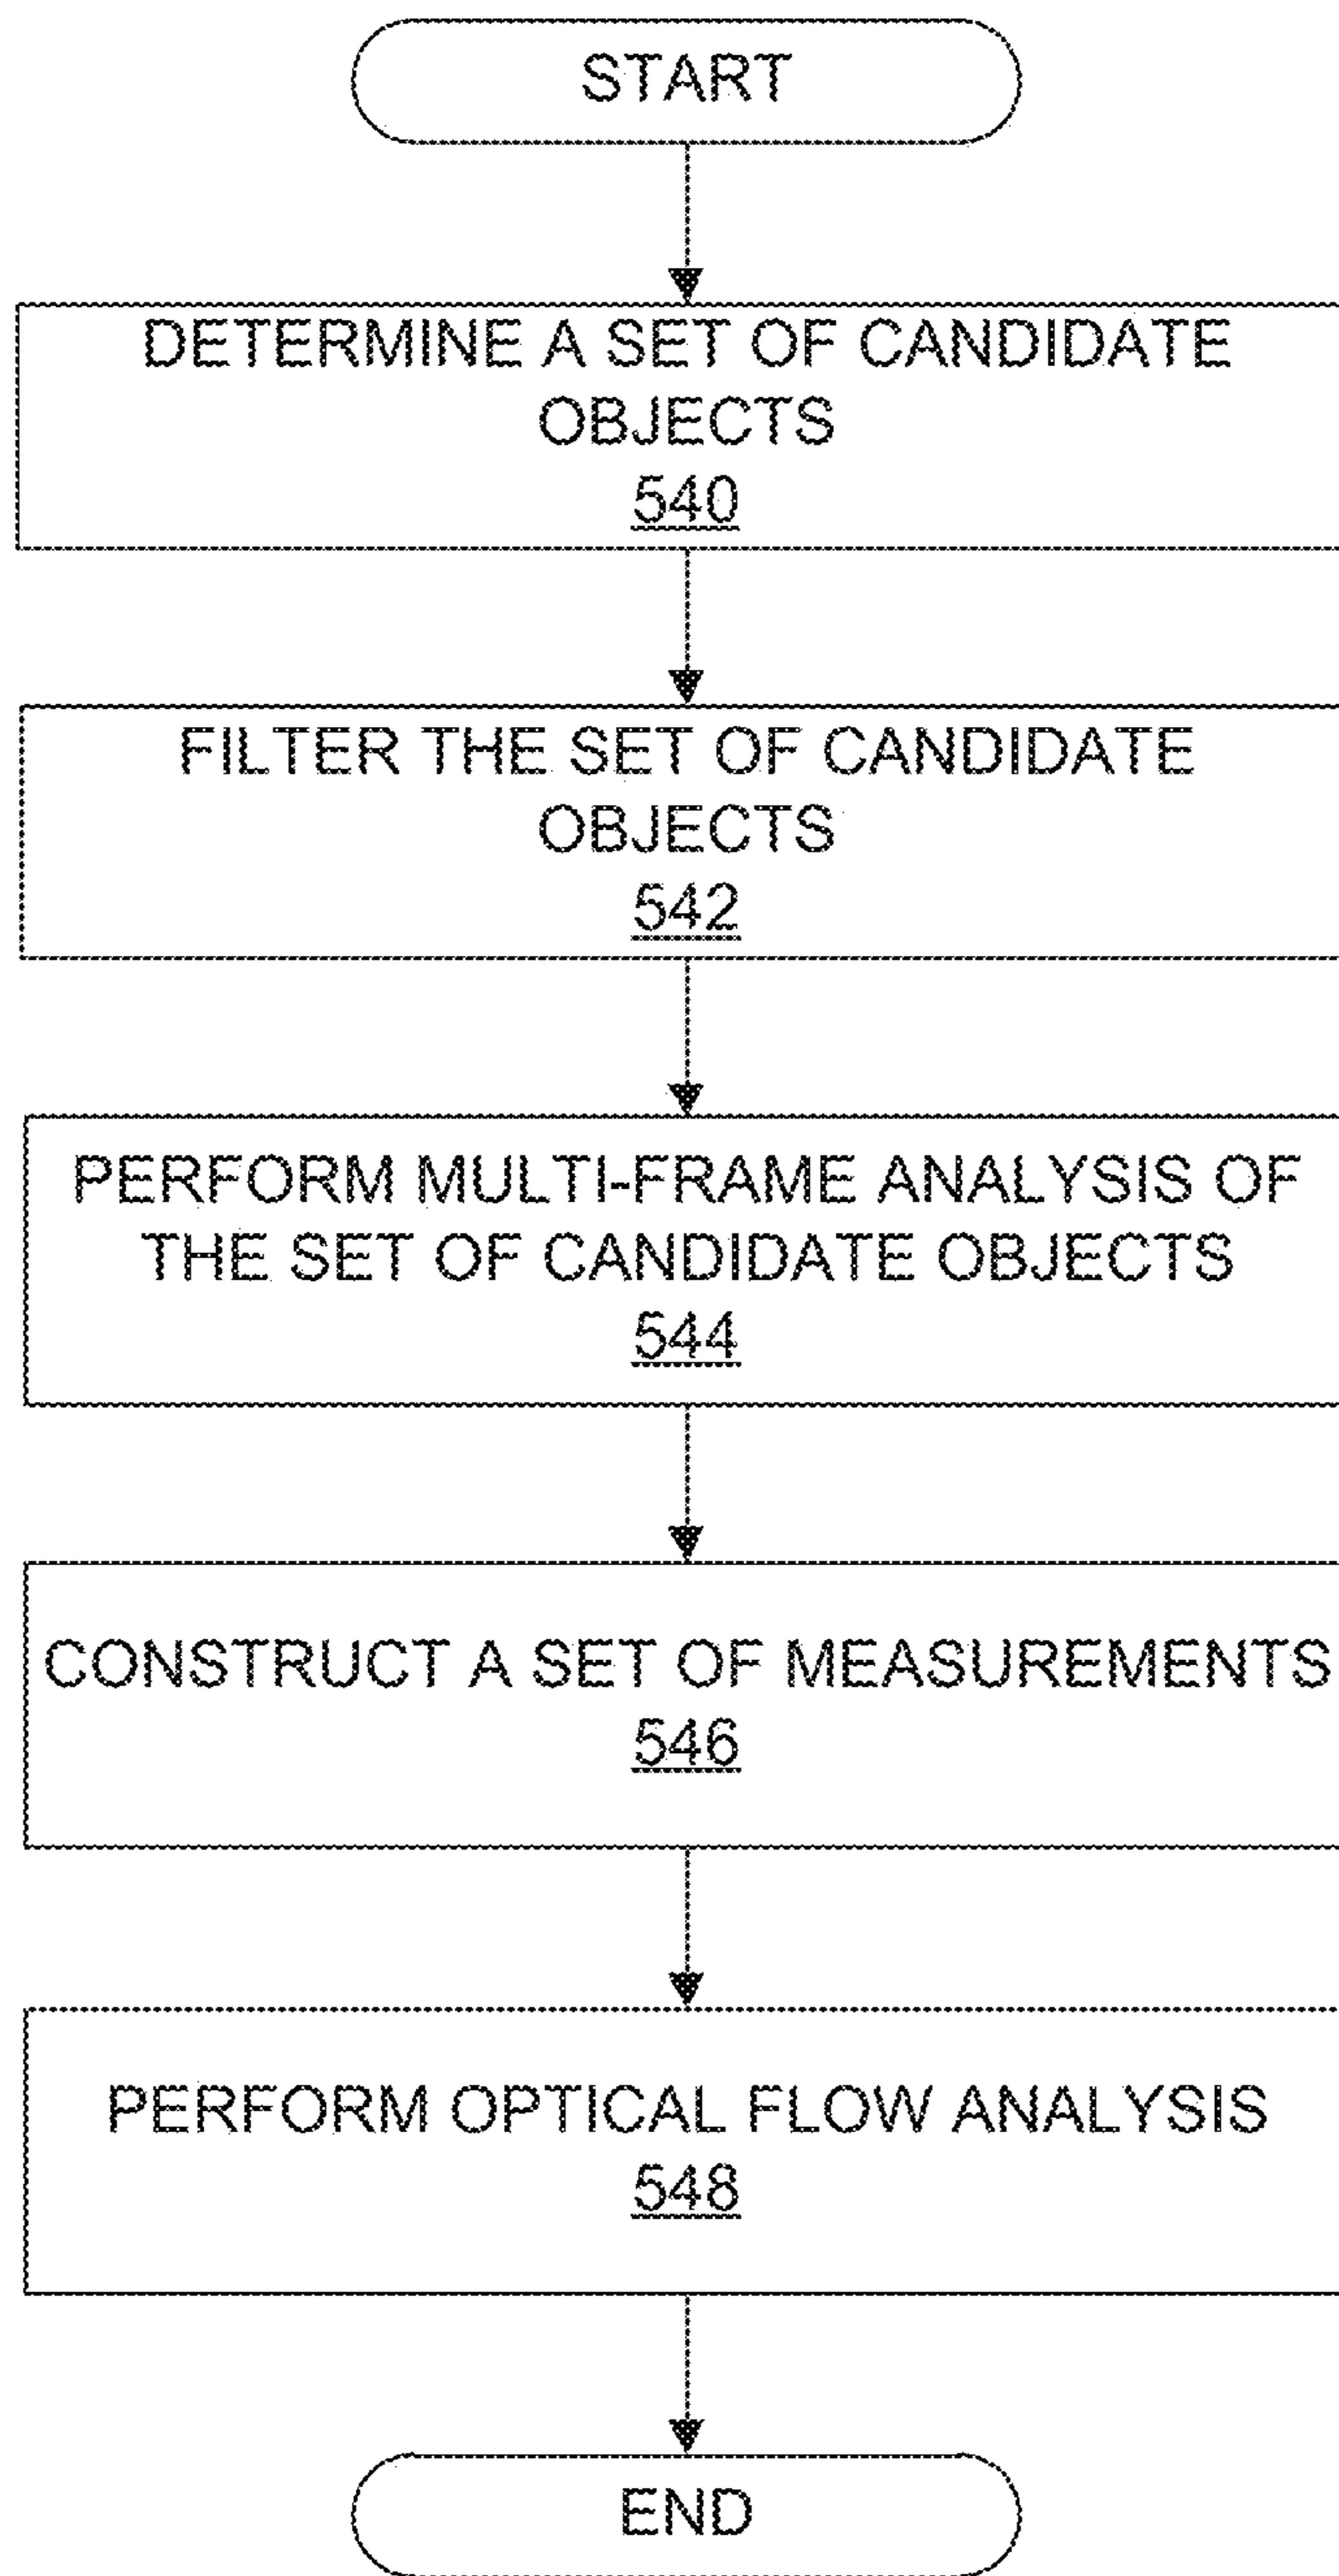 START
DETERMINE A SET OF CANDIDATE
OBJECTS
540
FILTER THE SET OF CANDIDATE
OBJECTS
542
PERFORM MULTI-FRAME ANALYSIS OF
THE SET OF CANDIDATE OBJECTS
544
CONSTRUCT A SET OF MEASUREMENTS
546
PERFORM OPTICAL FLOW ANALYSIS
548
END